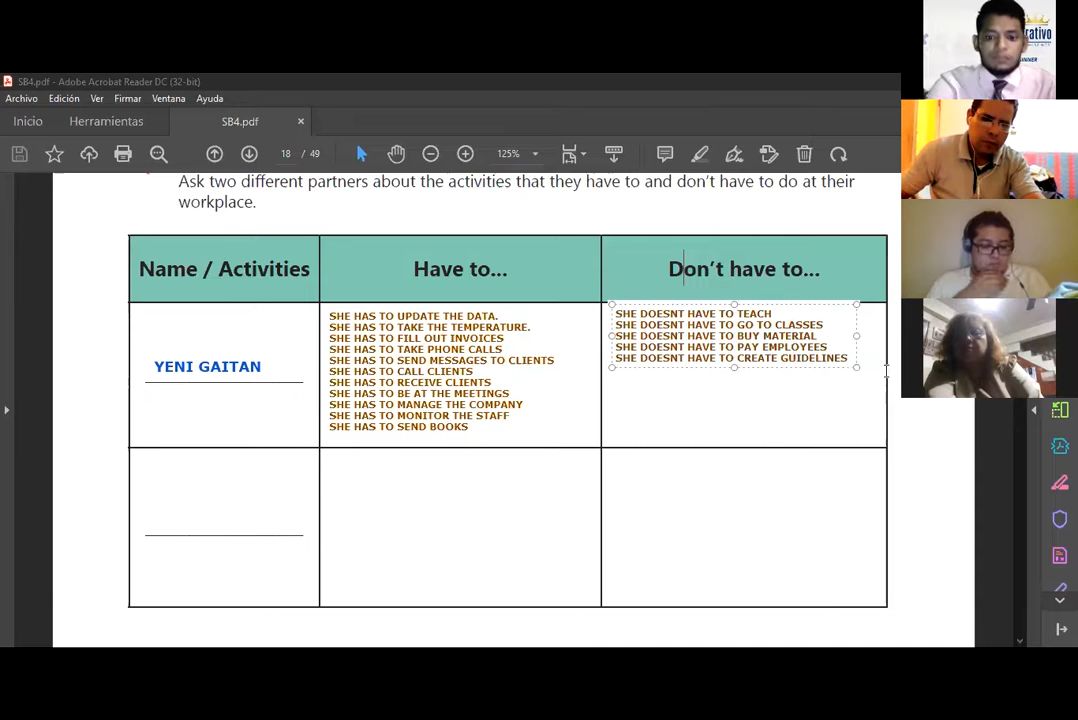 rativo
WINNER
SB4.pdf - Adobe Acrobat Reader DC (32-bit)
Archivo Edición Ver Firmar Ventana Ayuda
Inicio Herramientas SB4.pdf ×
18 / 49 125%
Ask two different partners about the activities that they have to and don't have to do at their
workplace.
Name / Activities Have to... Don't have to...
YENI GAITAN
SHE HAS TO UPDATE THE DATA.
SHE HAS TO TAKE THE TEMPERATURE.
SHE HAS TO FILL OUT INVOICES
SHE HAS TO TAKE PHONE CALLS
SHE HAS TO SEND MESSAGES TO CLIENTS
SHE HAS TO CALL CLIENTS
SHE HAS TO RECEIVE CLIENTS
SHE HAS TO BE AT THE MEETINGS
SHE HAS TO MANAGE THE COMPANY
SHE HAS TO MONITOR THE STAFF
SHE HAS TO SEND BOOKS
SHE DOESNT HAVE TO TEACH
SHE DOESNT HAVE TO GO TO CLASSES
SHE DOESNT HAVE TO BUY MATERIAL
SHE DOESNT HAVE TO PAY EMPLOYEES
SHE DOESNT HAVE TO CREATE GUIDELINES